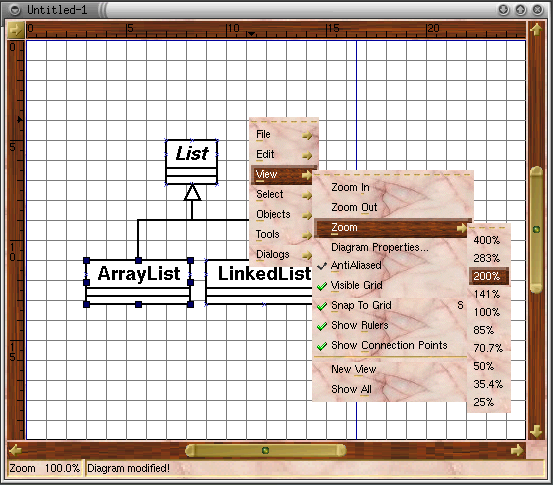 Untitled-1
0 5 10 15
0
5
10
15
List
ArrayList
LinkedList
File
Edit
View
Select
Objects
Tools
Dialogs
Zoom In
Zoom Out
Zoom
Diagram Properties...
AntiAliased
Visible Grid
Snap To Grid S
Show Rulers
Show Connection Points
New View
Show All
400%
283%
200%
141%
100%
85%
70.7%
50%
35.4%
25%
Zoom 100.0% Diagram modified!